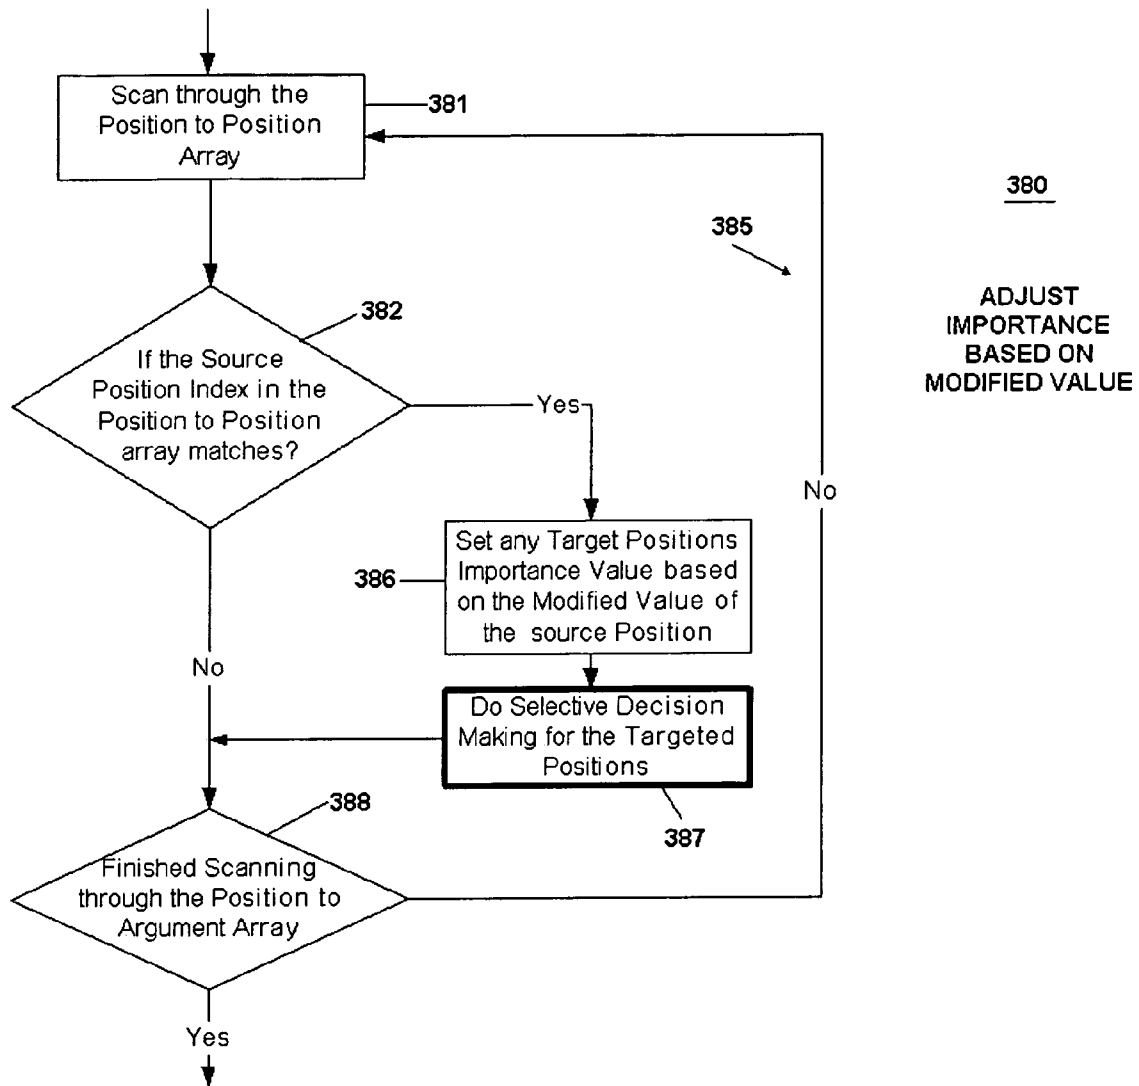 Scan through the
Position to Position
Array
381
380
385
ADJUST
IMPORTANCE
BASED ON
MODIFIED VALUE
382
If the Source
Position Index in the
Position to Position
array matches?
Yes
No
Set any Target Positions
Importance Value based
on the Modified Value of
the source Position
386
No
Do Selective Decision
Making for the Targeted
Positions
387
388
Finished Scanning
through the Position to
Argument Array
Yes